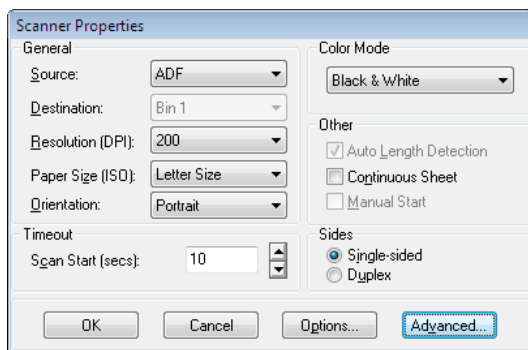 Scanner Properties
General
Source: ADF
Destination: Bin 1
Resolution (DPI): 200
Paper Size (ISO): Letter Size
Orientation: Portrait
Timeout
Scan Start (secs): 10
Color Mode
Black & White
Other
Auto Length Detection
Continuous Sheet
Manual Start
Sides
Single-sided
Duplex
OK Cancel Options... Advanced...